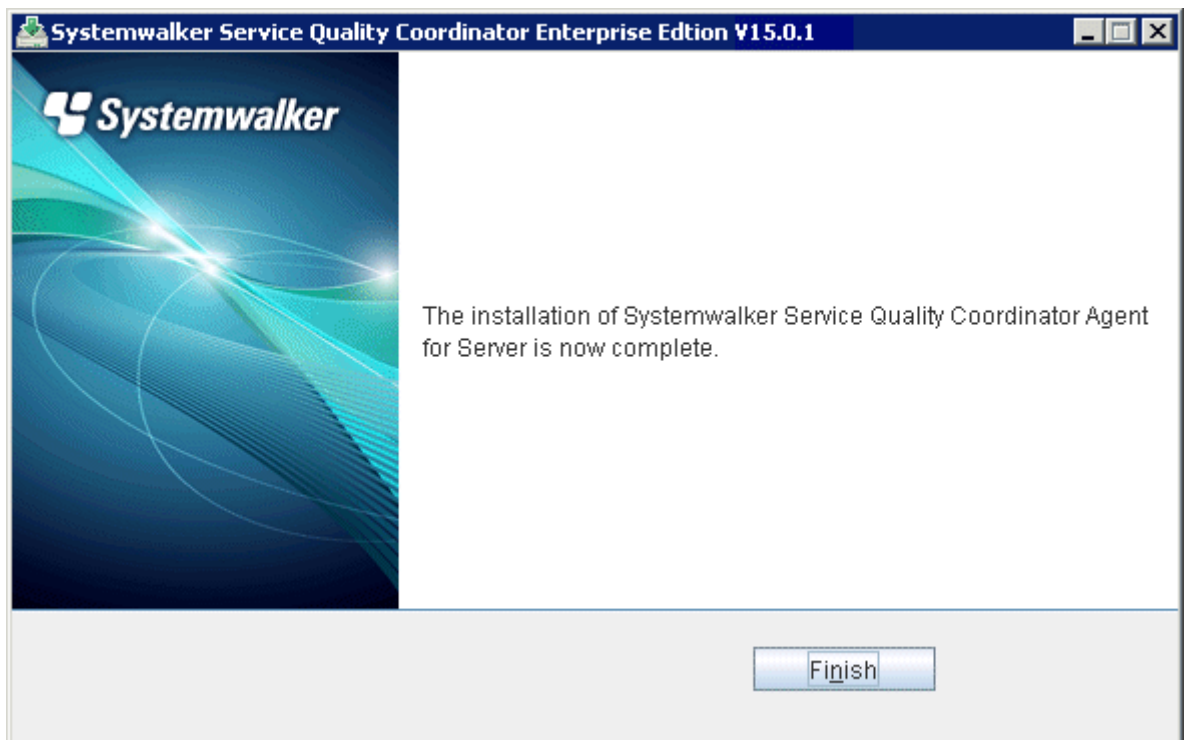 Systemwalker Service Quality Coordinator Enterprise Edtion V15.0.1
Systemwalker
The installation of Systemwalker Service Quality Coordinator Agent
for Server is now complete.
Finish